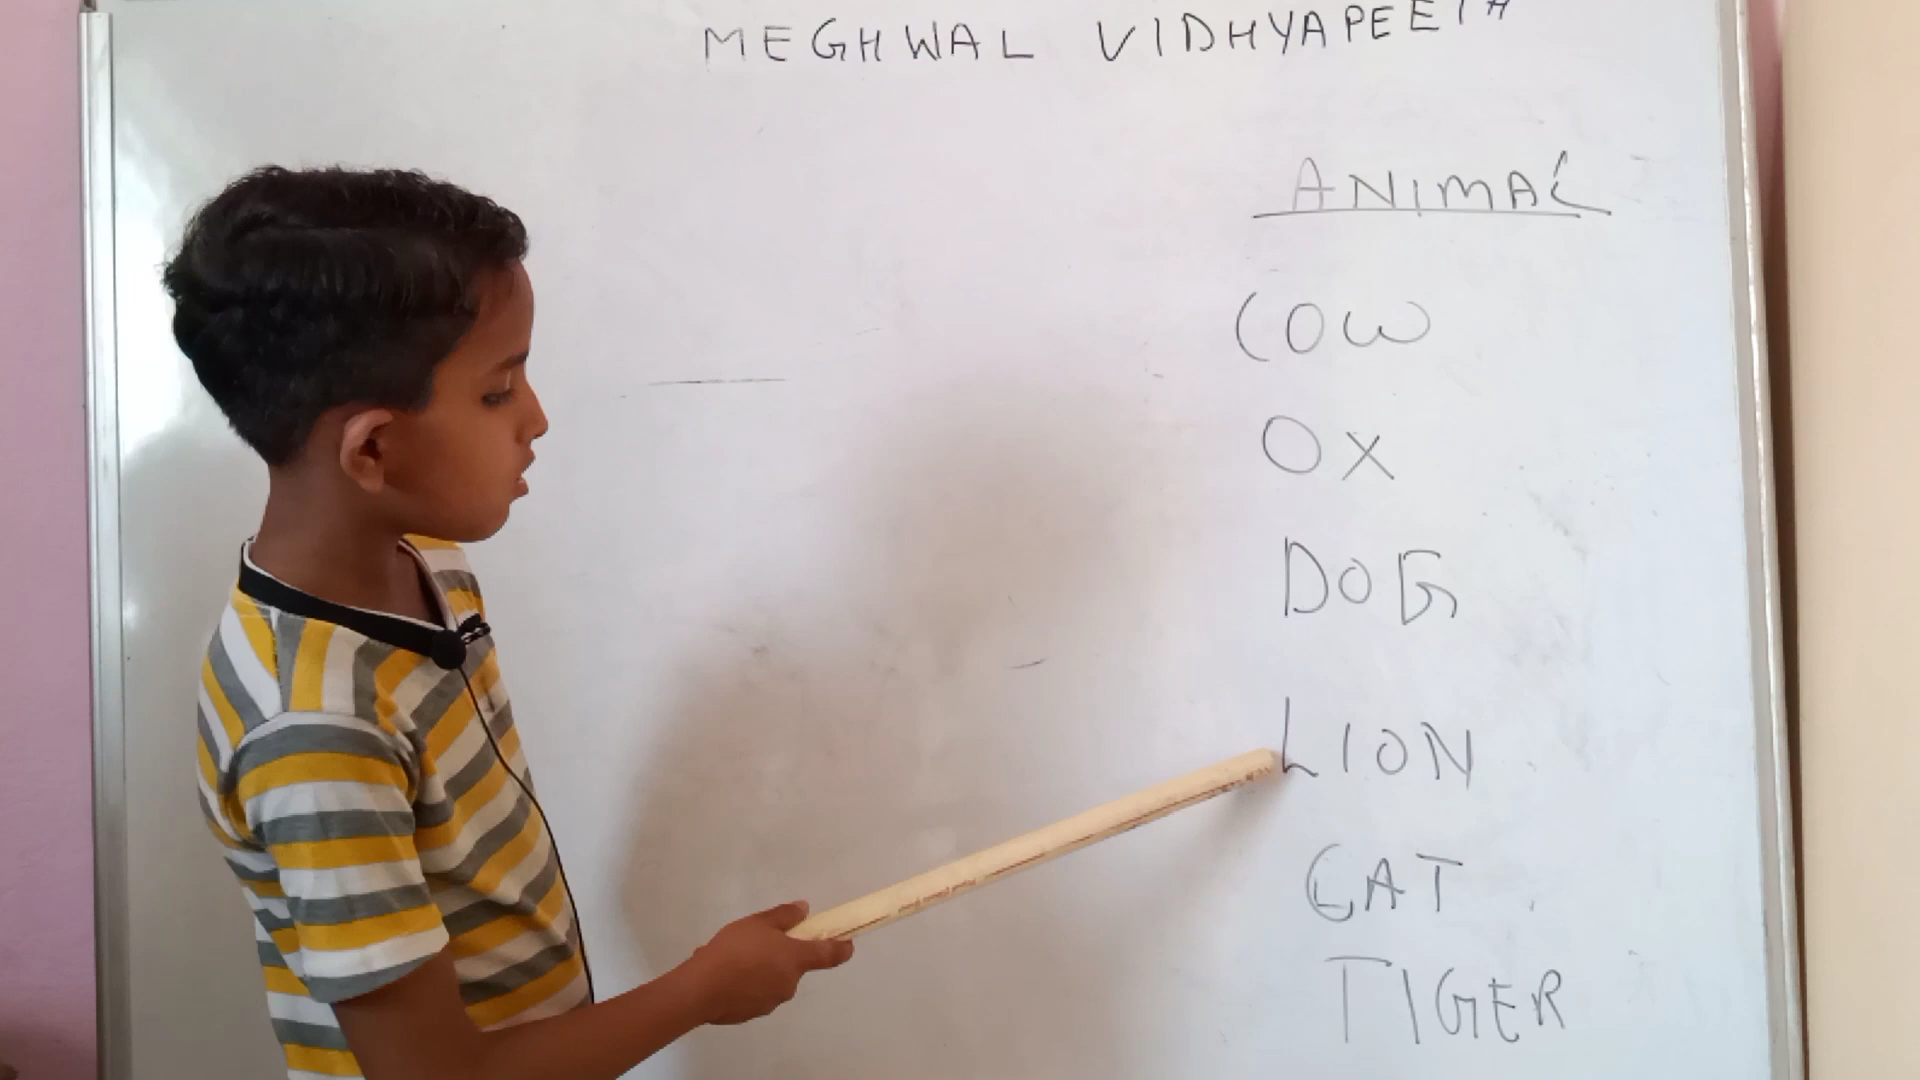 MEGHWAL VIDHYAPEETH
ANIMAL
COW
OX
DOG
LION
CAT
TIGER